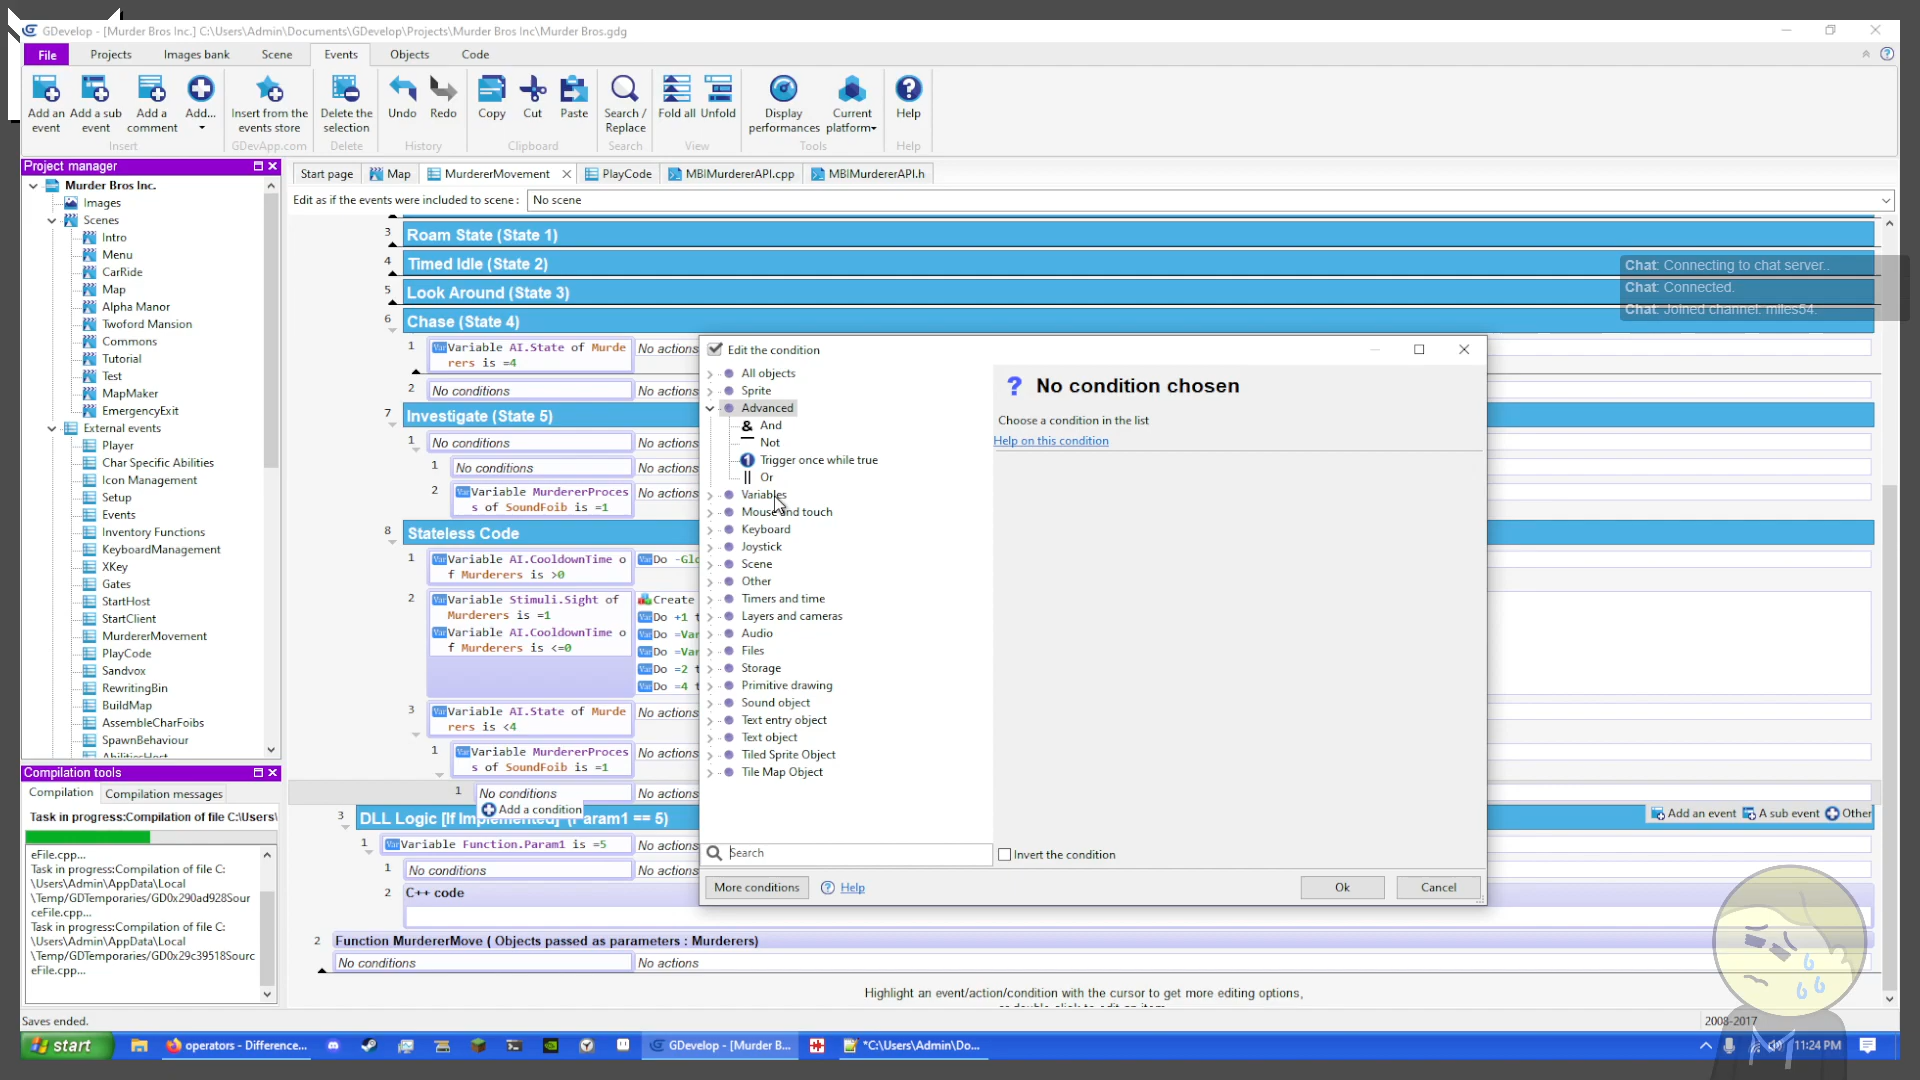 GDevelop - [Murder Bros Inc.] C:\Users\Admin\Documents\GDevelop\Projects\Murder Bros Inc\Murder Bros.gdg
File Projects Images bank Scene Events Objects Code
Add an event
Add a sub event
Add a comment
Add...
Insert from the events store
Delete the selection
Undo
Redo
Copy
Cut
Paste
Search / Replace
Fold all
Unfold
Display performances
Current platform
Help
Insert GDevApp.com Delete History Clipboard Search View Tools Help
Project manager
Murder Bros Inc.
Images
Scenes
Intro
Menu
CarRide
Map
Alpha Manor
Twoford Mansion
Commons
Tutorial
Test
MapMaker
EmergencyExit
External events
Player
Char Specific Abilities
Icon Management
Setup
Events
Inventory Functions
KeyboardManagement
XKey
Gates
StartHost
StartClient
MurdererMovement
PlayCode
Sandvox
RewritingBin
BuildMap
AssembleCharFoibs
SpawnBehaviour
Compilation tools
Compilation Compilation messages
Task in progress:Compilation of file C:\Users\
eFile.cpp...
Task in progress:Compilation of file C:
\Users\Admin\AppData\Local
\Temp/GDTemporaries/GD0x290ad928Sour
ceFile.cpp...
Task in progress:Compilation of file C:
\Users\Admin\AppData\Local
\Temp/GDTemporaries/GD0x29c39518Sourc
eFile.cpp...
Saves ended.
Start page Map MurdererMovement PlayCode MBIMurdererAPI.cpp MBIMurdererAPI.h
Edit as if the events were included to scene : No scene
3 Roam State (State 1)
4 Timed Idle (State 2)
5 Look Around (State 3)
6 Chase (State 4)
1 Variable AI.State of Murde No actions
rers is =4
2 No conditions No actions
7 Investigate (State 5)
1 No conditions No actions
1 No conditions No actions
2 Variable MurdererProces No actions
s of SoundFoib is =1
8 Stateless Code
1 Variable AI.CooldownTime o Do -Glo
f Murderers is >0
2 Variable Stimuli.Sight of Create
Murderers is =1 Do +1 t
Variable AI.CooldownTime o Do =Var
f Murderers is <=0 Do =Var
Do =2 t
Do =4 t
3 Variable AI.State of Murde No actions
rers is <4
1 Variable MurdererProces No actions
s of SoundFoib is =1
1 No conditions No actions
Add a condition
3 DLL Logic [If Implemented] (Param1 == 5)
Add an event A sub event Other
1 Variable Function.Param1 is =5 No actions
1 No conditions No actions
2 C++ code
2 Function MurdererMove ( Objects passed as parameters : Murderers)
No conditions No actions
Highlight an event/action/condition with the cursor to get more editing options,
Edit the condition
All objects
Sprite
Advanced
And
Not
Trigger once while true
Or
Variables
Mouse and touch
Keyboard
Joystick
Scene
Other
Timers and time
Layers and cameras
Audio
Files
Storage
Primitive drawing
Sound object
Text entry object
Text object
Tiled Sprite Object
Tile Map Object
Search
More conditions Help
? No condition chosen
Choose a condition in the list
Help on this condition
Invert the condition
Ok Cancel
Chat: Connecting to chat server..
Chat: Connected.
Chat: Joined channel: miles54.
2008-2017
start operators - Difference... GDevelop - [Murder B... *C:\Users\Admin\Do... 11:24 PM